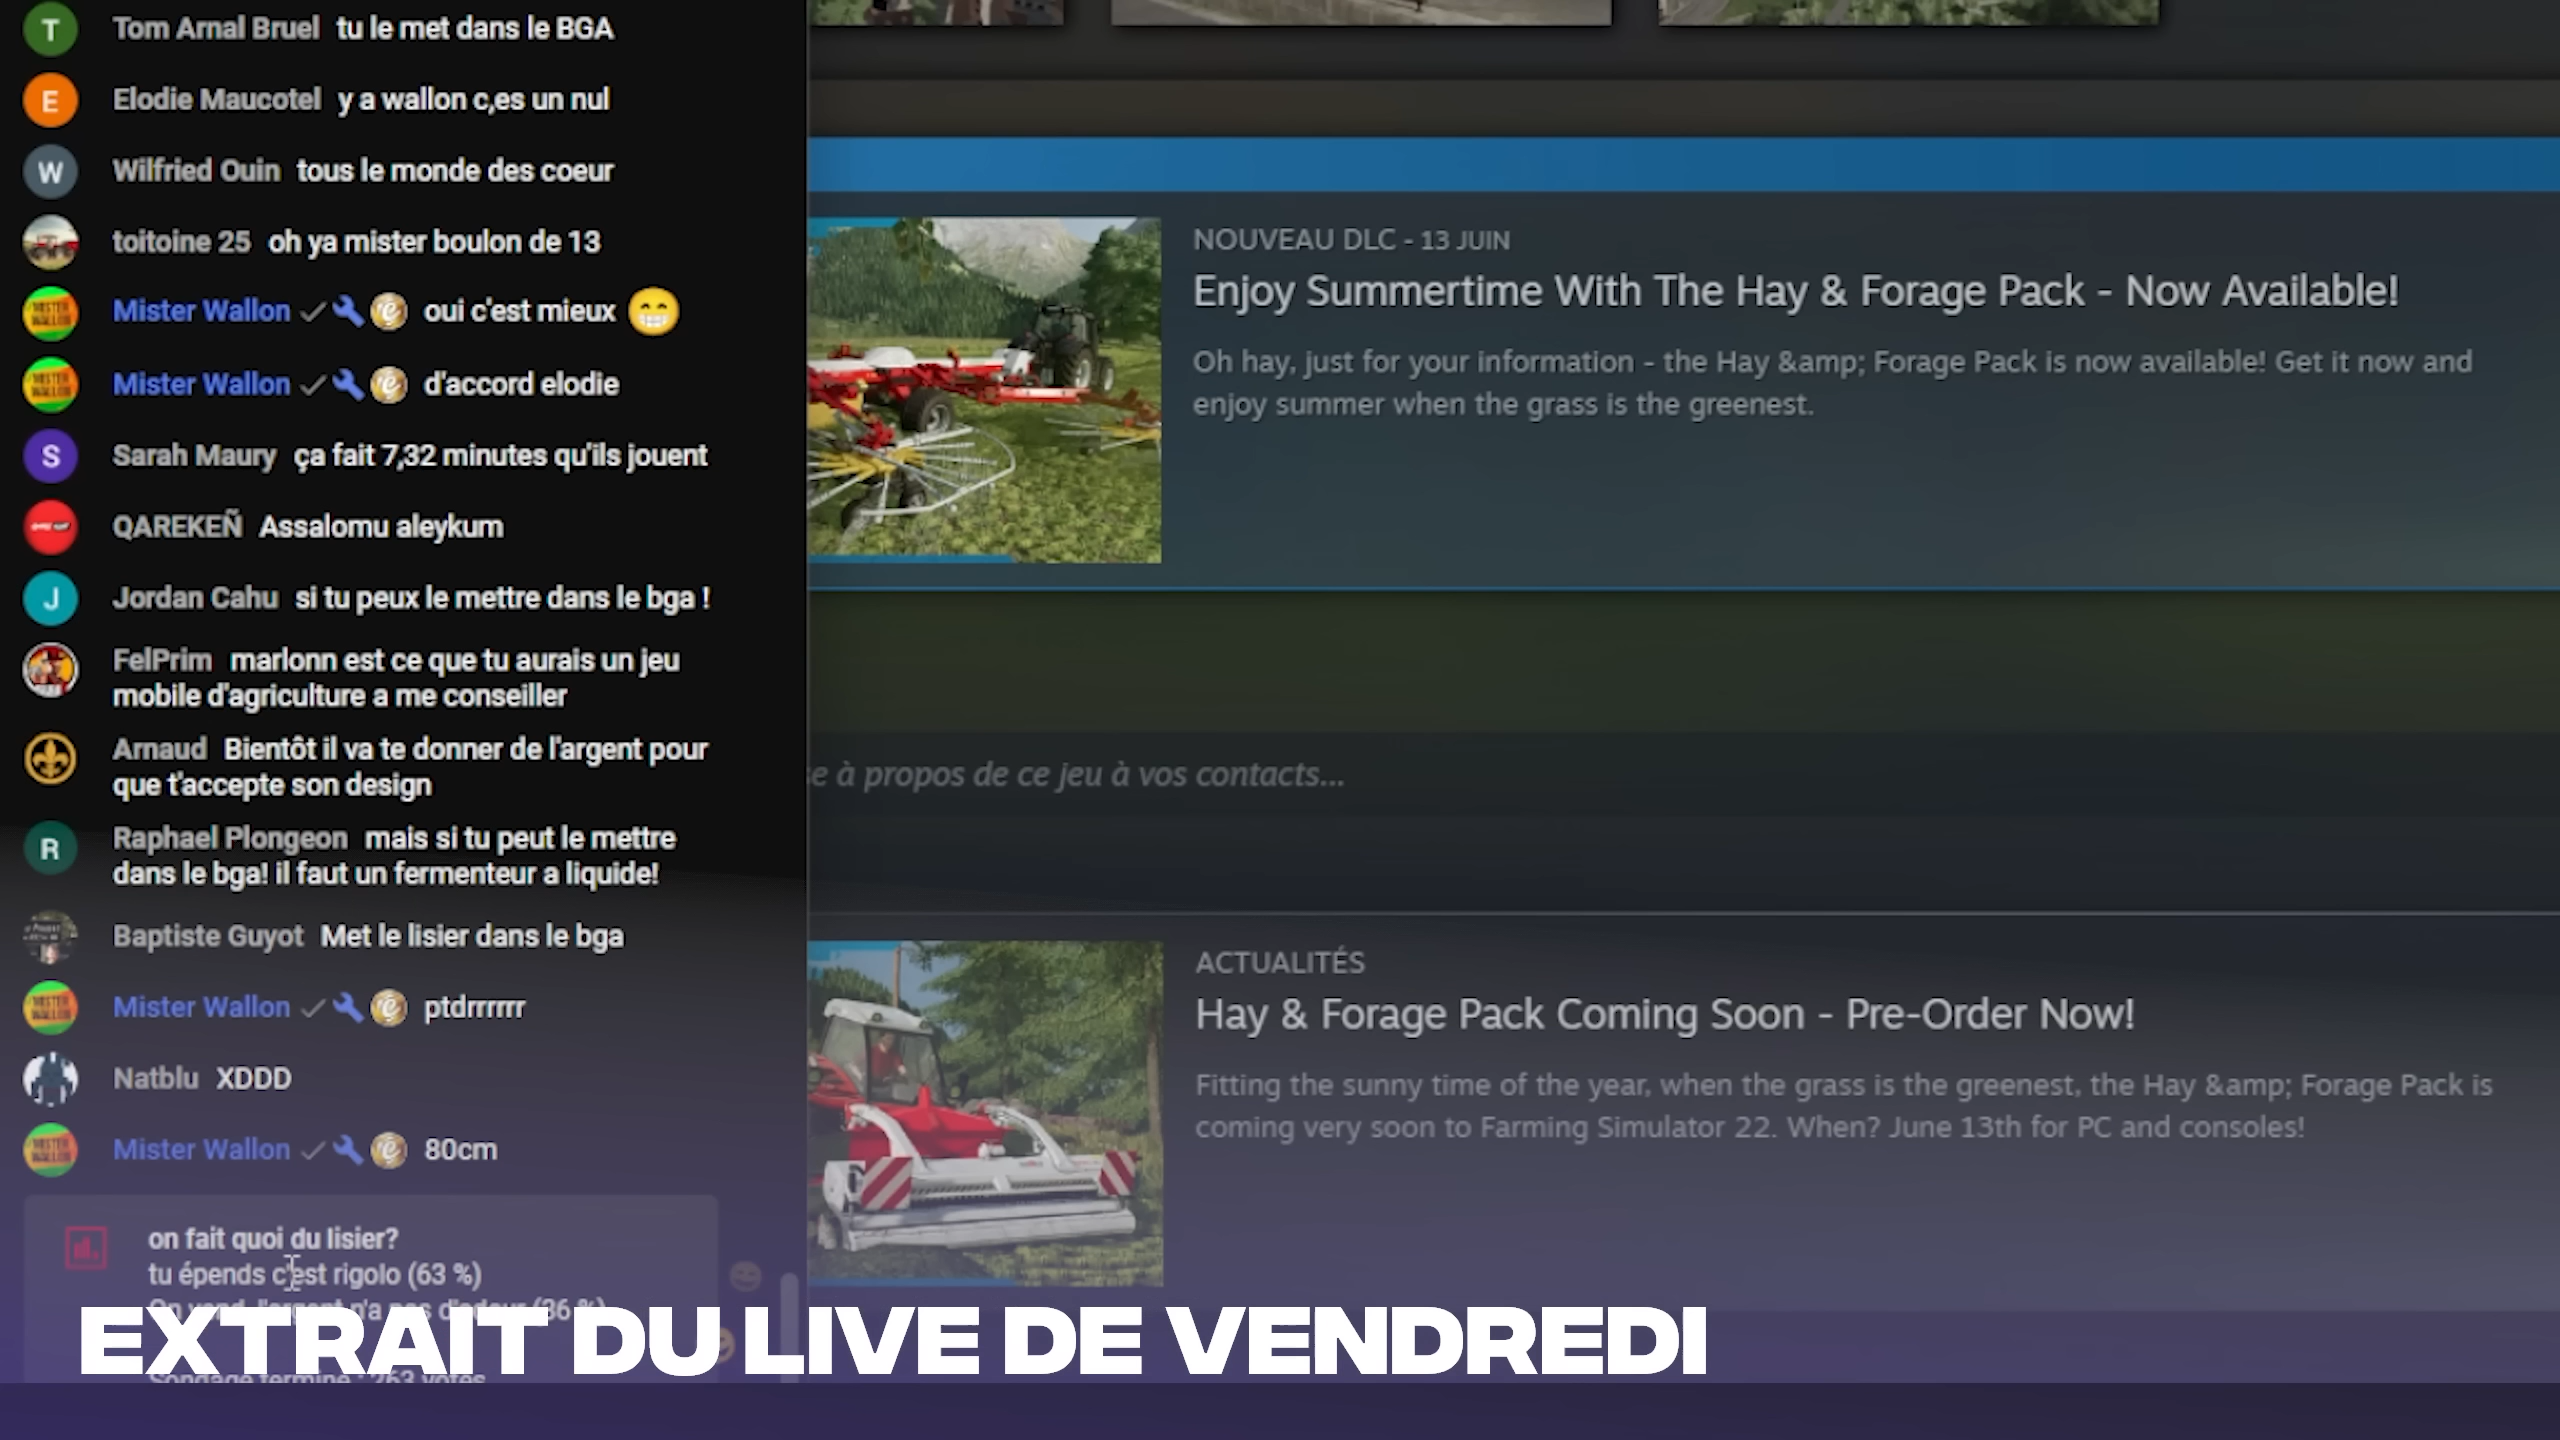 Tom Arnal Bruel tu le met dans le BGA
Elodie Maucotel y a wallon c,es un nul
Wilfried Ouin tous le monde des coeur
toitoine 25 oh ya mister boulon de 13
Mister Wallon oui c'est mieux
Mister Wallon d'accord elodie
Sarah Maury ça fait 7,32 minutes qu'ils jouent
QAREKEÑ Assalomu aleykum
Jordan Cahu si tu peux le mettre dans le bga !
FelPrim marlonn est ce que tu aurais un jeu
mobile d'agriculture a me conseiller
Arnaud Bientôt il va te donner de l'argent pour
que t'accepte son design
Raphael Plongeon mais si tu peut le mettre
dans le bga! il faut un fermenteur a liquide!
Baptiste Guyot Met le lisier dans le bga
Mister Wallon ptdrrrrrr
Natblu XDDD
Mister Wallon 80cm
on fait quoi du lisier?
tu épends c'est rigolo (63 %)
On vend, l'argent n'a pas d'odeur (36 %)
Sondage terminé : 263 votes
NOUVEAU DLC - 13 JUIN
Enjoy Summertime With The Hay & Forage Pack - Now Available!
Oh hay, just for your information - the Hay &amp; Forage Pack is now available! Get it now and
enjoy summer when the grass is the greenest.
e à propos de ce jeu à vos contacts...
ACTUALITÉS
Hay & Forage Pack Coming Soon - Pre-Order Now!
Fitting the sunny time of the year, when the grass is the greenest, the Hay &amp; Forage Pack is
coming very soon to Farming Simulator 22. When? June 13th for PC and consoles!
EXTRAIT DU LIVE DE VENDREDI